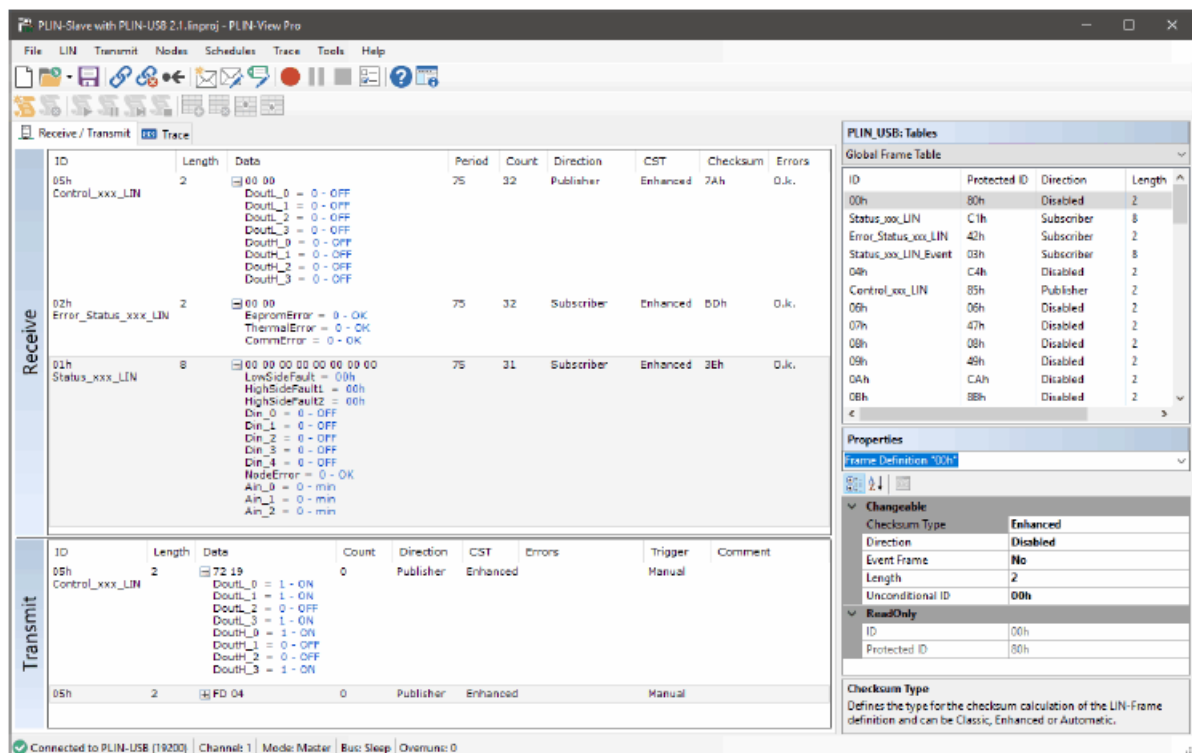 PLIN-Slave with PLIN-USB 2.1.linproj - PLIN-View Pro
File LIN Transmit Nodes Schedules Trace Tools Help
Receive / Transmit Trace
Receive
ID Length Data Period Count Direction CST Checksum Errors
05h 2 00 00 75 32 Publisher Enhanced 7Ah O.k.
Control_xxx_LIN DoutL_0 = 0 - OFF
DoutL_1 = 0 - OFF
DoutL_2 = 0 - OFF
DoutL_3 = 0 - OFF
DoutH_0 = 0 - OFF
DoutH_1 = 0 - OFF
DoutH_2 = 0 - OFF
DoutH_3 = 0 - OFF
02h 2 00 00 75 32 Subscriber Enhanced BDh O.k.
Error_Status_xxx_LIN EepromError = 0 - OK
ThermalError = 0 - OK
CommError = 0 - OK
01h 8 00 00 00 00 00 00 00 00 75 31 Subscriber Enhanced 3Eh O.k.
Status_xxx_LIN LowSideFault = 00h
HighSideFault1 = 00h
HighSideFault2 = 00h
Din_0 = 0 - OFF
Din_1 = 0 - OFF
Din_2 = 0 - OFF
Din_3 = 0 - OFF
Din_4 = 0 - OFF
NodeError = 0 - OK
Ain_0 = 0 - min
Ain_1 = 0 - min
Ain_2 = 0 - min
Transmit
ID Length Data Count Direction CST Errors Trigger Comment
05h 2 72 19 0 Publisher Enhanced Manual
Control_xxx_LIN DoutL_0 = 1 - ON
DoutL_1 = 1 - ON
DoutL_2 = 0 - OFF
DoutL_3 = 1 - ON
DoutH_0 = 1 - ON
DoutH_1 = 0 - OFF
DoutH_2 = 0 - OFF
DoutH_3 = 1 - ON
05h 2 FD 04 0 Publisher Enhanced Manual
PLIN_USB: Tables
Global Frame Table
ID Protected ID Direction Length
00h 80h Disabled 2
Status_xxx_LIN C1h Subscriber 8
Error_Status_xxx_LIN 42h Subscriber 2
Status_xxx_LIN_Event 03h Subscriber 8
04h C4h Disabled 2
Control_xxx_LIN 85h Publisher 2
06h 06h Disabled 2
07h 47h Disabled 2
08h 08h Disabled 2
09h 49h Disabled 2
0Ah CAh Disabled 2
0Bh 8Bh Disabled 2
Properties
Frame Definition "00h"
Changeable
Checksum Type Enhanced
Direction Disabled
Event Frame No
Length 2
Unconditional ID 00h
ReadOnly
ID 00h
Protected ID 80h
Checksum Type
Defines the type for the checksum calculation of the LIN-Frame
definition and can be Classic, Enhanced or Automatic.
Connected to PLIN-USB (19200) Channel: 1 Mode: Master Bus: Sleep Overruns: 0